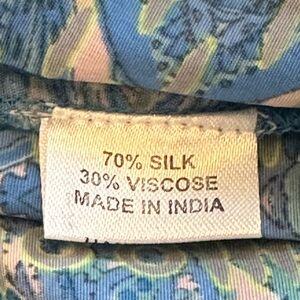 70% SILK
30% VISCOSE
MADE IN INDIA